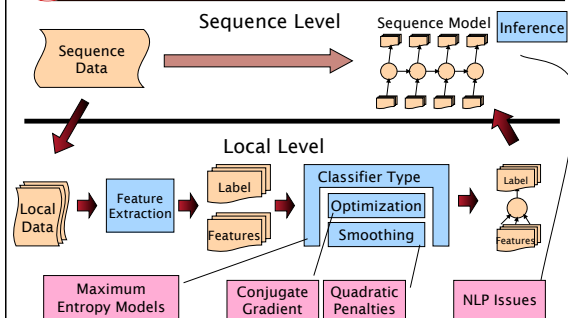 Sequence Level
Sequence Model
Inference
Sequence
Data
Local Level
Classifier Type
Label
Label
Optimization
Feature
Extraction
Local
Data
Features
Smoothing
Features
Maximum
Entropy Models
Conjugate
Gradient
Quadratic
Penalties
NLP Issues